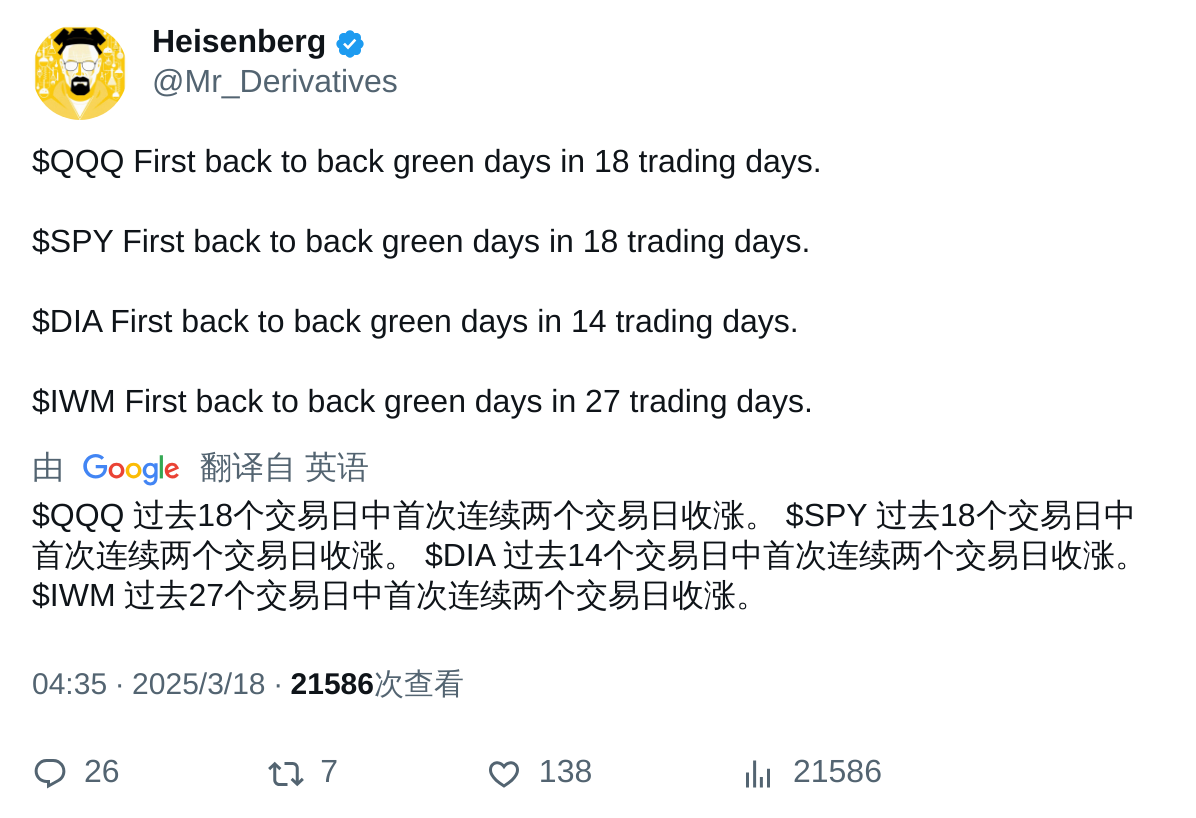 Heisenberg
@Mr_Derivatives
$QQQ First back to back green days in 18 trading days.
$SPY First back to back green days in 18 trading days.
$DIA First back to back green days in 14 trading days.
$IWM First back to back green days in 27 trading days.
由 Google 翻译自 英语
$QQQ 过去18个交易日中首次连续两个交易日收涨。 $SPY 过去18个交易日中
首次连续两个交易日收涨。 $DIA 过去14个交易日中首次连续两个交易日收涨。
$IWM 过去27个交易日中首次连续两个交易日收涨。
04:35 · 2025/3/18 · 21586次查看
26 7 138 21586